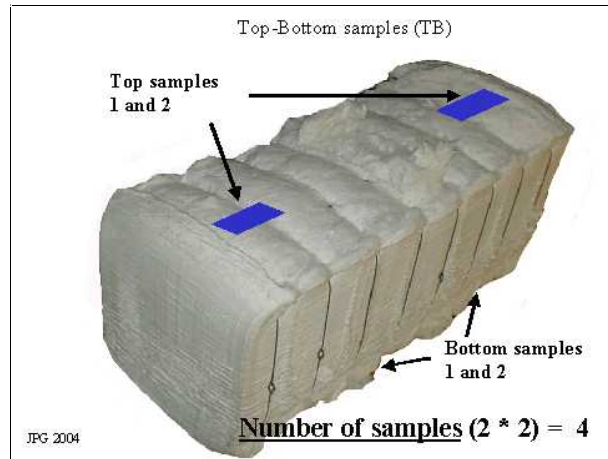 Top-Bottom samples (TB)
Top samples
1 and 2
Bottom samples
1 and 2
Number of samples (2 * 2) = 4
JPG 2004